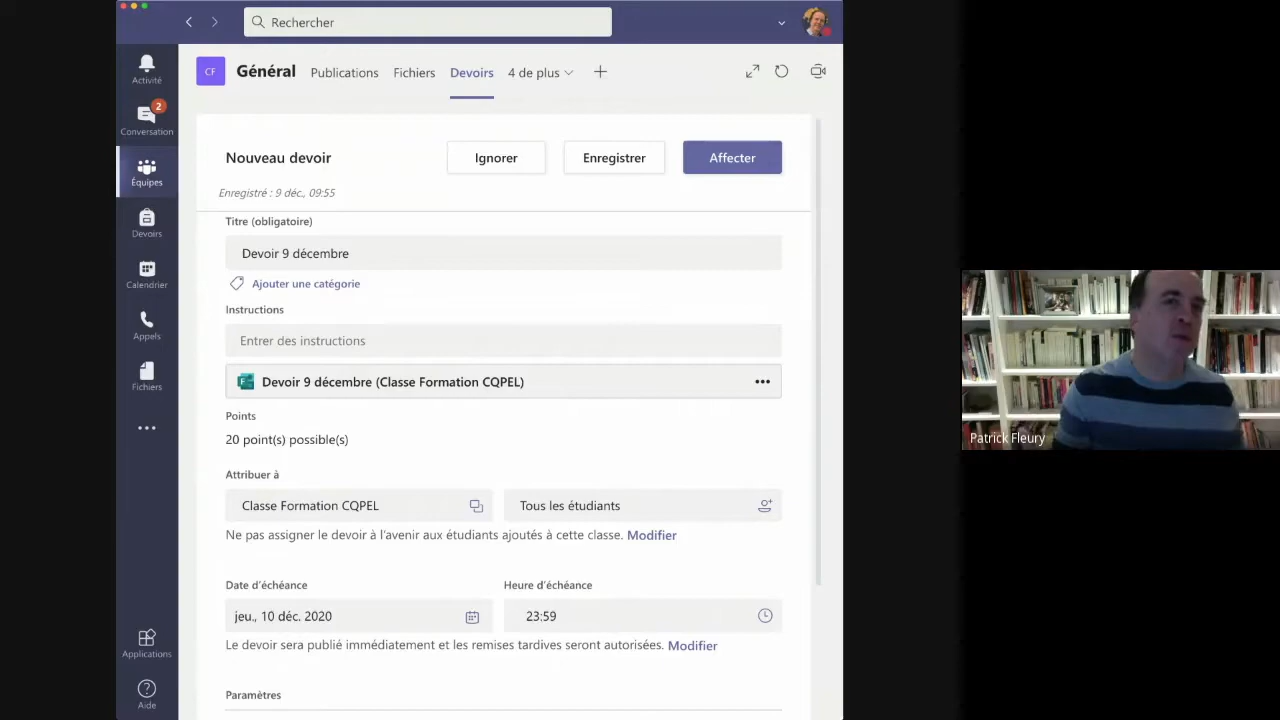 Rechercher
Activité
2
Conversation
Équipes
Devoirs
Calendrier
Appels
Fichiers
Applications
Aide
CF
Général
Publications
Fichiers
Devoirs
4 de plus
Nouveau devoir
Ignorer
Enregistrer
Affecter
Enregistré : 9 déc., 09:55
Titre (obligatoire)
Devoir 9 décembre
Ajouter une catégorie
Instructions
Entrer des instructions
Devoir 9 décembre (Classe Formation CQPEL)
Points
20 point(s) possible(s)
Attribuer à
Classe Formation CQPEL
Tous les étudiants
Ne pas assigner le devoir à l'avenir aux étudiants ajoutés à cette classe. Modifier
Date d'échéance
Heure d'échéance
jeu., 10 déc. 2020
23:59
Le devoir sera publié immédiatement et les remises tardives seront autorisées. Modifier
Paramètres
Patrick Fleury